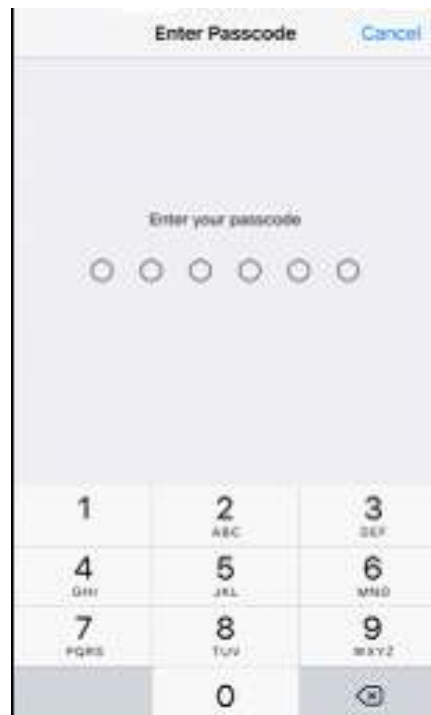 Enter Passcode Cancel
Enter your passcode
1 2 3
ABC DEF
4 5 6
GHI JKL MNO
7 8 9
PQRS TUV WXYZ
0